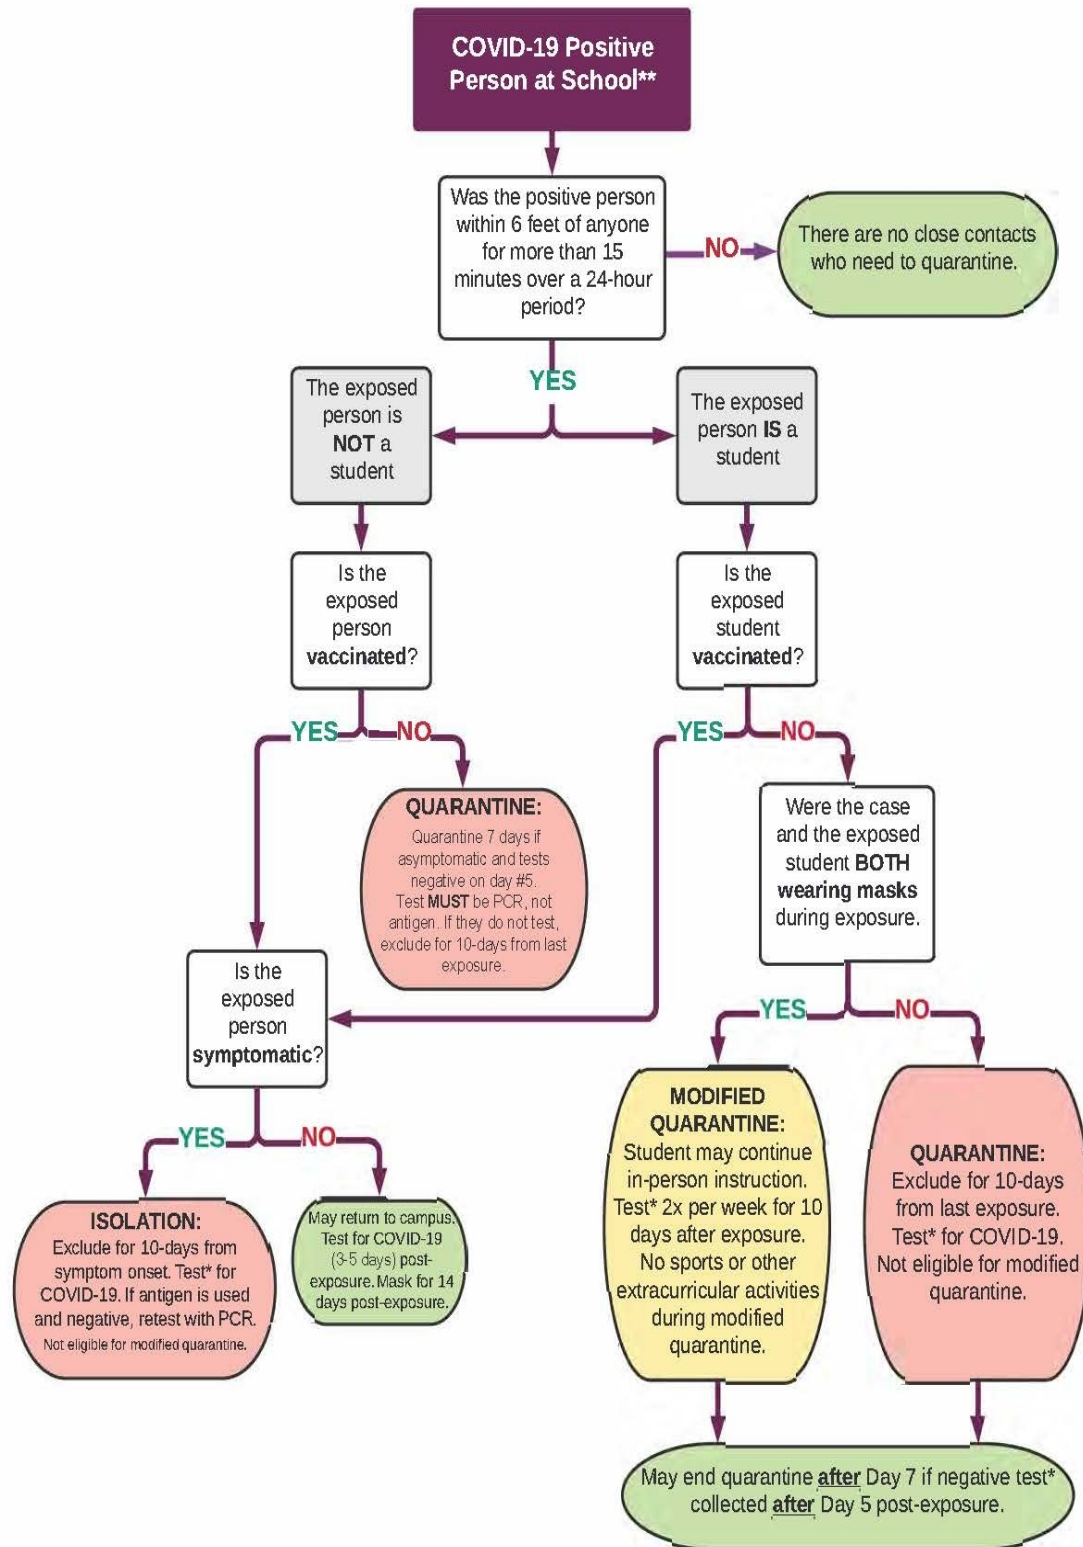 COVID-19 Positive
Person at School**
Was the positive person
within 6 feet of anyone
for more than 15
minutes over a 24-hour
period?
NO
There are no close contacts
who need to quarantine.
YES
The exposed
person is
NOT a
student
The exposed
person IS a
student
Is the
exposed
person
vaccinated?
Is the
exposed
student
vaccinated?
YES
NO
YES
NO
QUARANTINE:
Quarantine 7 days if
asymptomatic and tests
negative on day #5.
Test MUST be PCR, not
antigen. If they do not test,
exclude for 10-days from last
exposure.
Were the case
and the exposed
student BOTH
wearing masks
during exposure.
Is the
exposed
person
symptomatic?
YES
NO
YES
NO
ISOLATION:
Exclude for 10-days from
symptom onset. Test* for
COVID-19. If antigen is used
and negative, retest with PCR.
Not eligible for modified quarantine.
May return to campus.
Test for COVID-19
(3-5 days) post-
exposure. Mask for 14
days post-exposure.
MODIFIED
QUARANTINE:
Student may continue
in-person instruction.
Test* 2x per week for 10
days after exposure.
No sports or other
extracurricular activities
during modified
quarantine.
QUARANTINE:
Exclude for 10-days
from last exposure.
Test* for COVID-19.
Not eligible for modified
quarantine.
May end quarantine after Day 7 if negative test*
collected after Day 5 post-exposure.